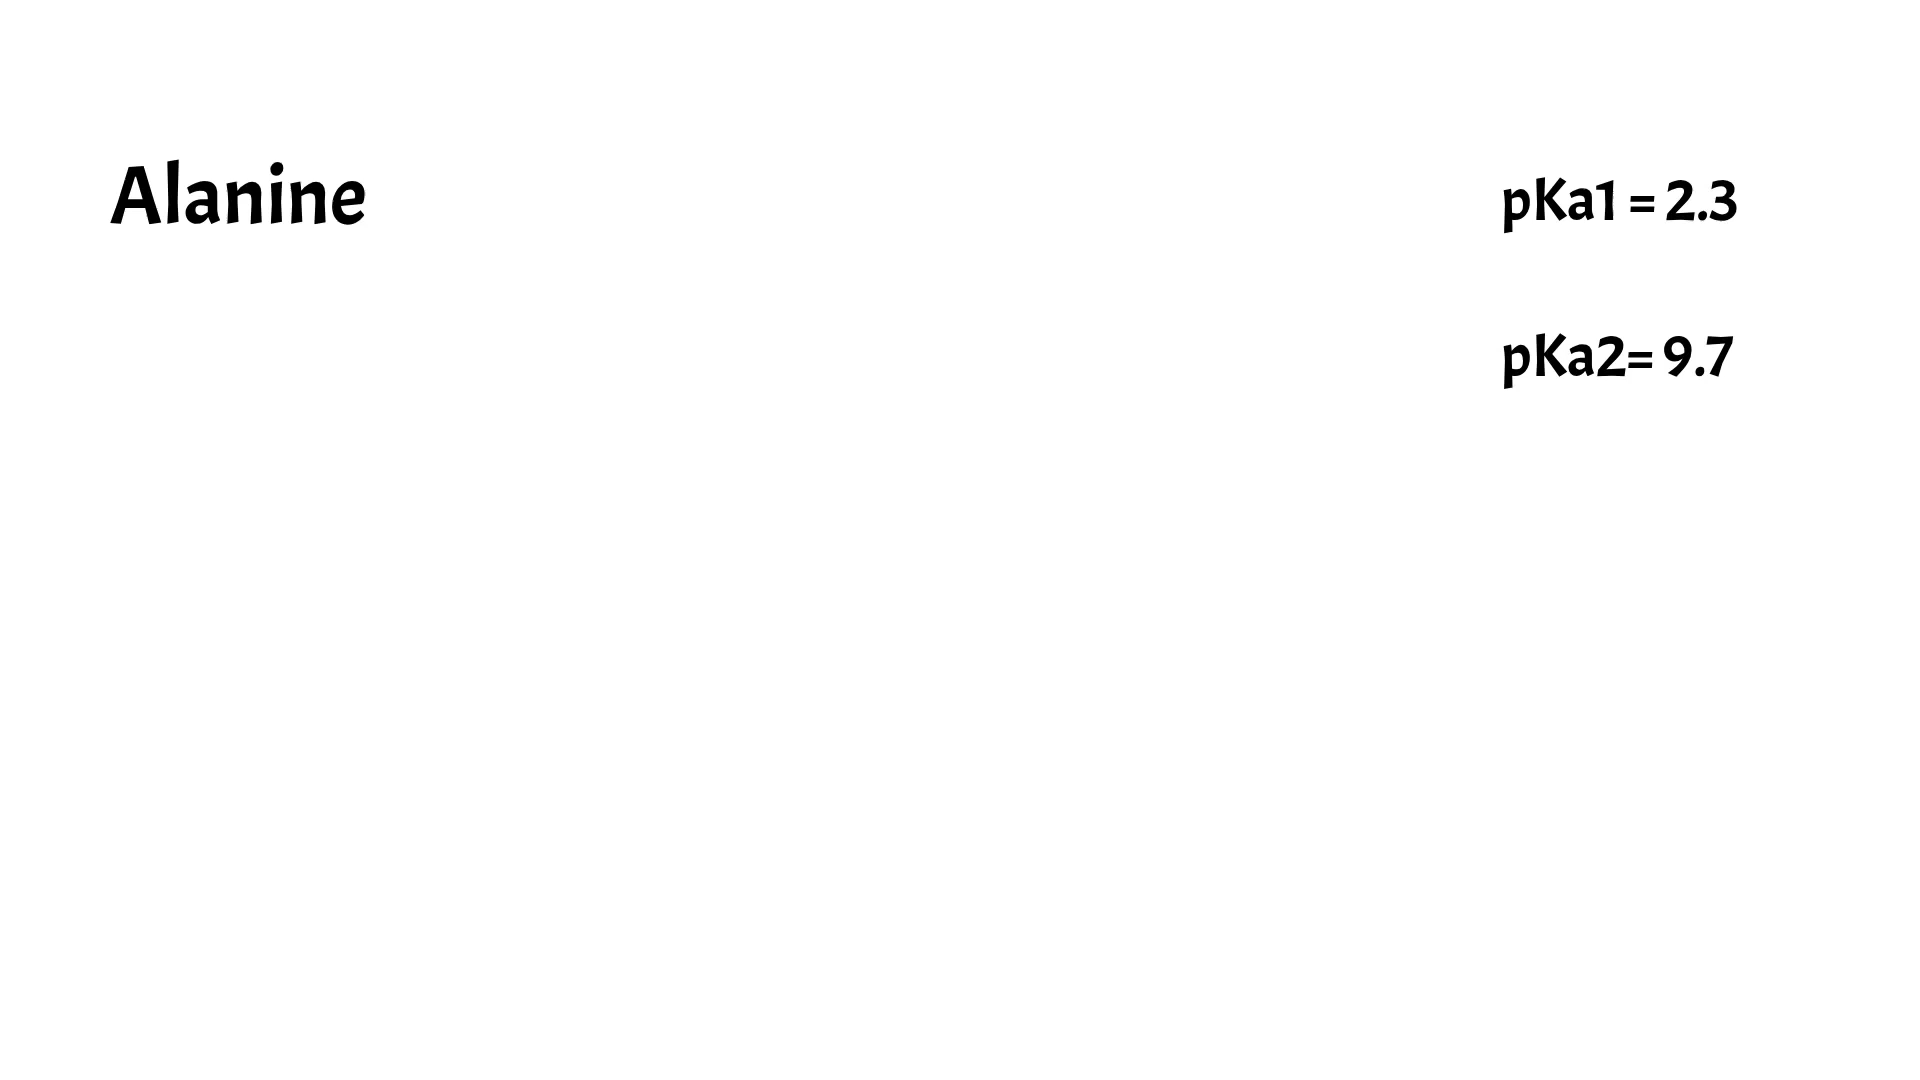 Alanine
pKa1 = 2.3
pKa2= 9.7